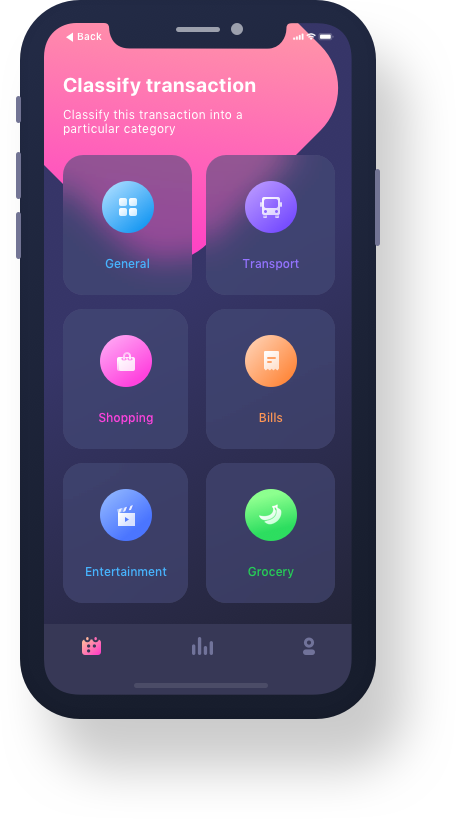 Back
Classify transaction
Classify this transaction into a
particular category
General
Transport
Shopping
Bills
Entertainment
Grocery